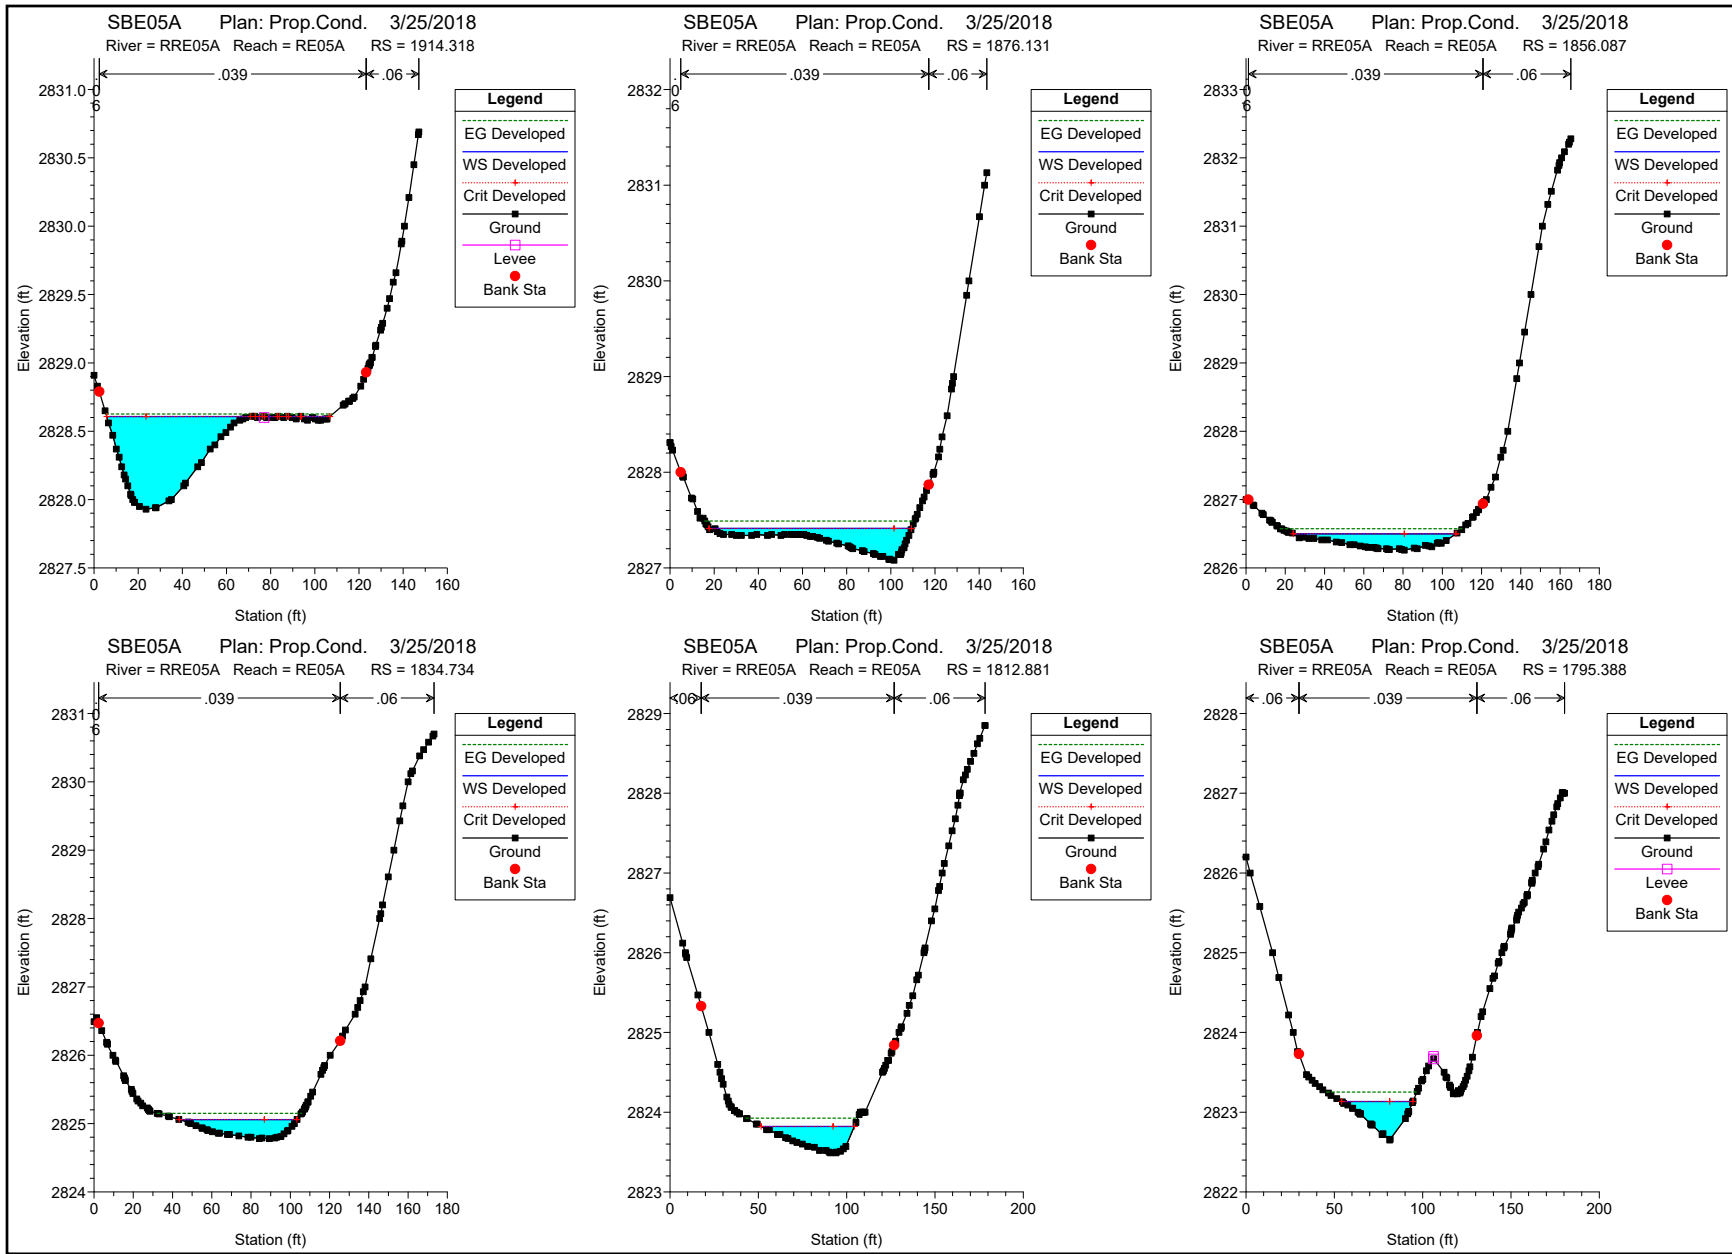 SBE05A Plan: Prop.Cond. 3/25/2018
River = RRE05A Reach = RE05A RS = 1914.318
.06 .039 .06
Legend
EG Developed
WS Developed
Crit Developed
Ground
Levee
Bank Sta
2831.0
2830.5
2830.0
2829.5
2829.0
2828.5
2828.0
2827.5
Elevation (ft)
0 20 40 60 80 100 120 140 160
Station (ft)
SBE05A Plan: Prop.Cond. 3/25/2018
River = RRE05A Reach = RE05A RS = 1876.131
.06 .039 .06
Legend
EG Developed
WS Developed
Crit Developed
Ground
Bank Sta
2832
2831
2830
2829
2828
2827
Elevation (ft)
0 20 40 60 80 100 120 140 160
Station (ft)
SBE05A Plan: Prop.Cond. 3/25/2018
River = RRE05A Reach = RE05A RS = 1856.087
.06 .039 .06
Legend
EG Developed
WS Developed
Crit Developed
Ground
Bank Sta
2833
2832
2831
2830
2829
2828
2827
2826
Elevation (ft)
0 20 40 60 80 100 120 140 160 180
Station (ft)
SBE05A Plan: Prop.Cond. 3/25/2018
River = RRE05A Reach = RE05A RS = 1834.734
.06 .039 .06
Legend
EG Developed
WS Developed
Crit Developed
Ground
Bank Sta
2831
2830
2829
2828
2827
2826
2825
2824
Elevation (ft)
0 20 40 60 80 100 120 140 160 180
Station (ft)
SBE05A Plan: Prop.Cond. 3/25/2018
River = RRE05A Reach = RE05A RS = 1812.881
.06 .039 .06
Legend
EG Developed
WS Developed
Crit Developed
Ground
Bank Sta
2829
2828
2827
2826
2825
2824
2823
Elevation (ft)
0 50 100 150 200
Station (ft)
SBE05A Plan: Prop.Cond. 3/25/2018
River = RRE05A Reach = RE05A RS = 1795.388
.06 .039 .06
Legend
EG Developed
WS Developed
Crit Developed
Ground
Levee
Bank Sta
2828
2827
2826
2825
2824
2823
2822
Elevation (ft)
0 50 100 150 200
Station (ft)